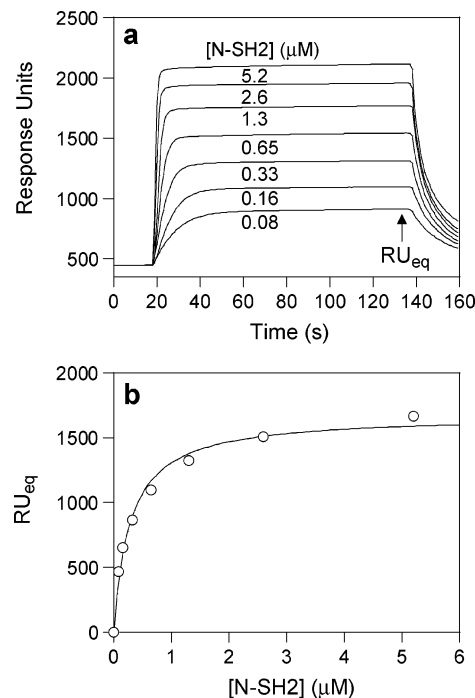 a
[N-SH2] (μM)
5.2
2.6
1.3
0.65
0.33
0.16
0.08
RUeq
2500
2000
1500
1000
500
Response Units
0 20 40 60 80 100 120 140 160
Time (s)
b
2000
1500
1000
500
0
RUeq
0 1 2 3 4 5 6
[N-SH2] (μM)